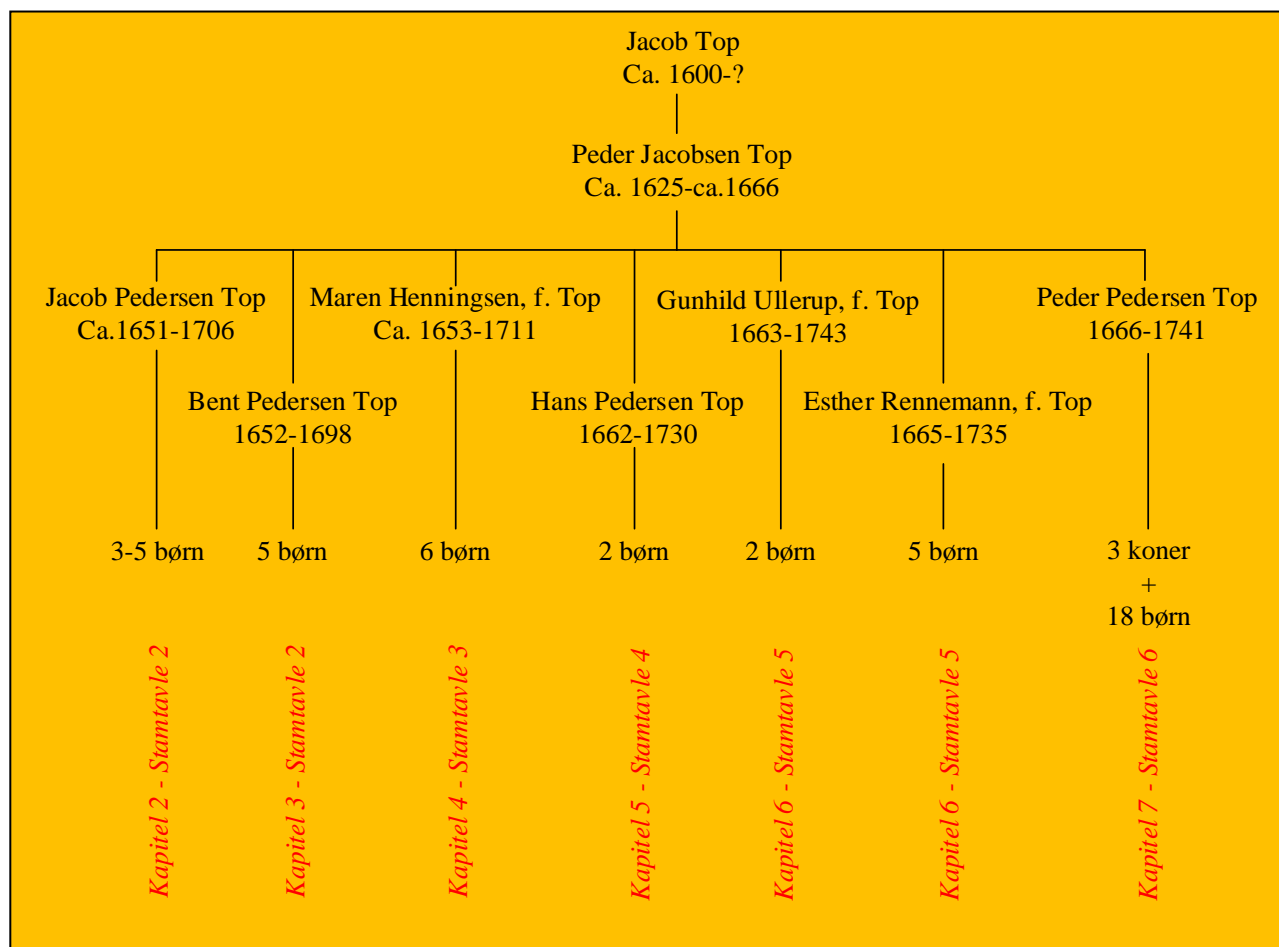 Jacob Top
Ca. 1600-?
Peder Jacobsen Top
Ca. 1625-ca.1666
Jacob Pedersen Top
Ca.1651-1706
Maren Henningsen, f. Top
Ca. 1653-1711
Gunhild Ullerup, f. Top
1663-1743
Peder Pedersen Top
1666-1741
Bent Pedersen Top
1652-1698
Hans Pedersen Top
1662-1730
Esther Rennemann, f. Top
1665-1735
3-5 børn
5 børn
6 børn
2 børn
2 børn
5 børn
3 koner
+
18 børn
Kapitel 2 - Stamtavle 2
Kapitel 3 - Stamtavle 2
Kapitel 4 - Stamtavle 3
Kapitel 5 - Stamtavle 4
Kapitel 6 - Stamtavle 5
Kapitel 6 - Stamtavle 5
Kapitel 7 - Stamtavle 6